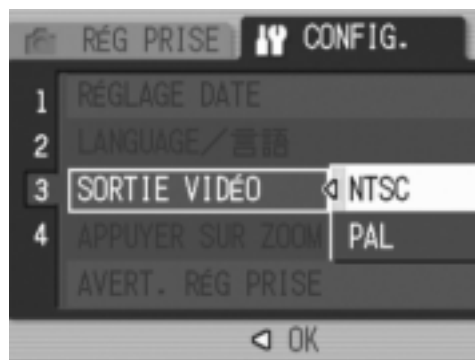 RÉG PRISE CONFIG.
1 RÉGLAGE DATE
2 LANGUAGE/言語
3 SORTIE VIDÉO NTSC
4 APPUYER SUR ZOOM PAL
AVERT. RÉG PRISE
OK